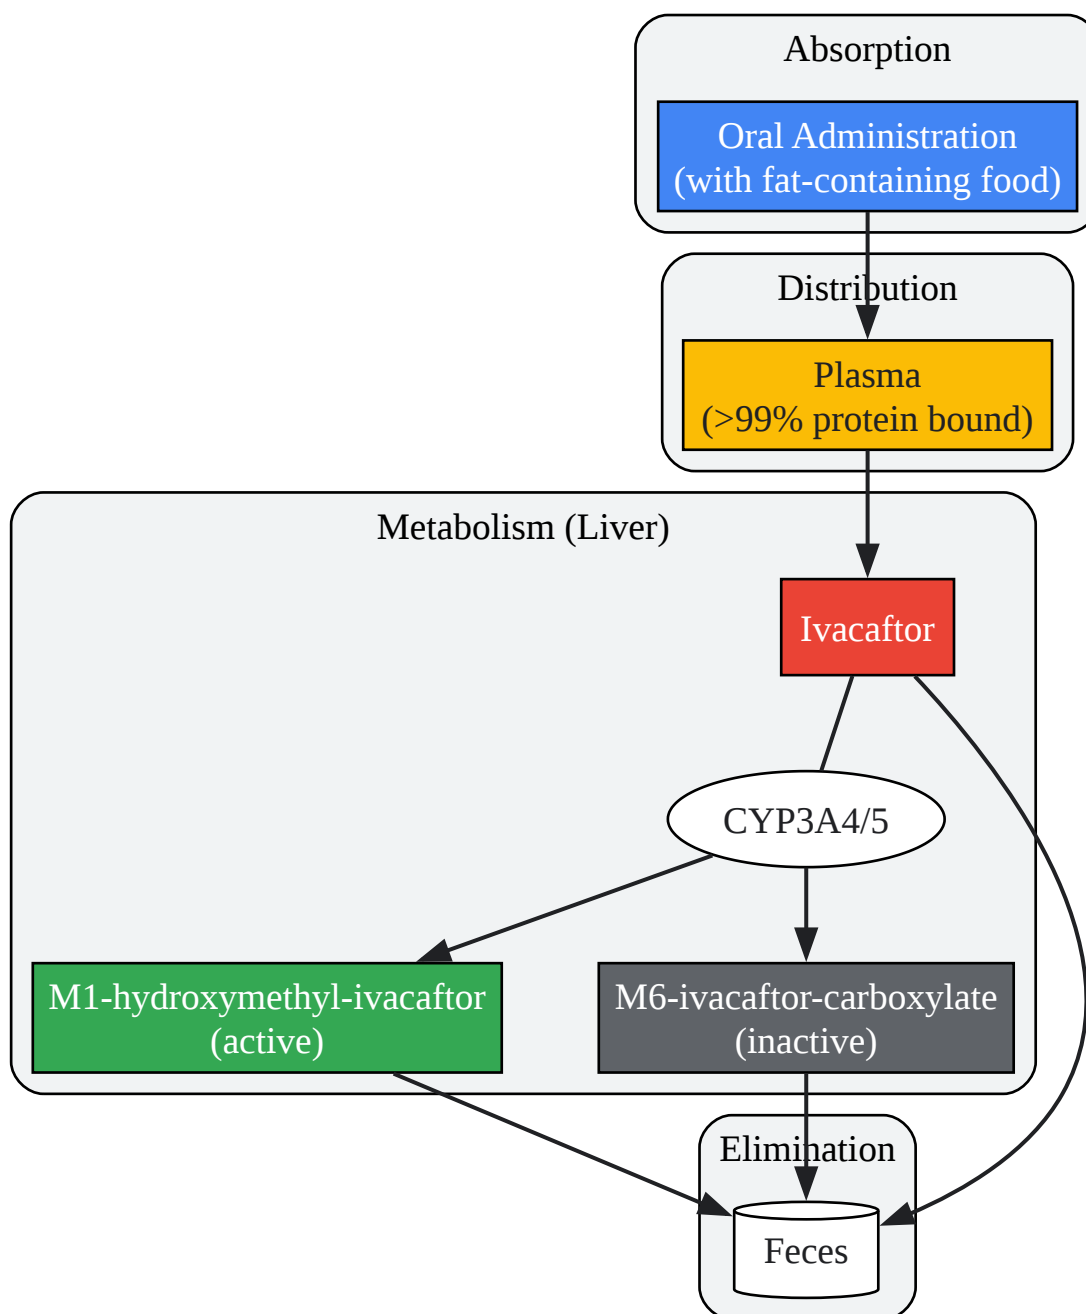 Absorption
Oral Administration
(with fat-containing food)
Distribution
Plasma
(>99% protein bound)
Metabolism (Liver)
Ivacaftor
CYP3A4/5
M1-hydroxymethyl-ivacaftor
(active)
M6-ivacaftor-carboxylate
(inactive)
Elimination
Feces